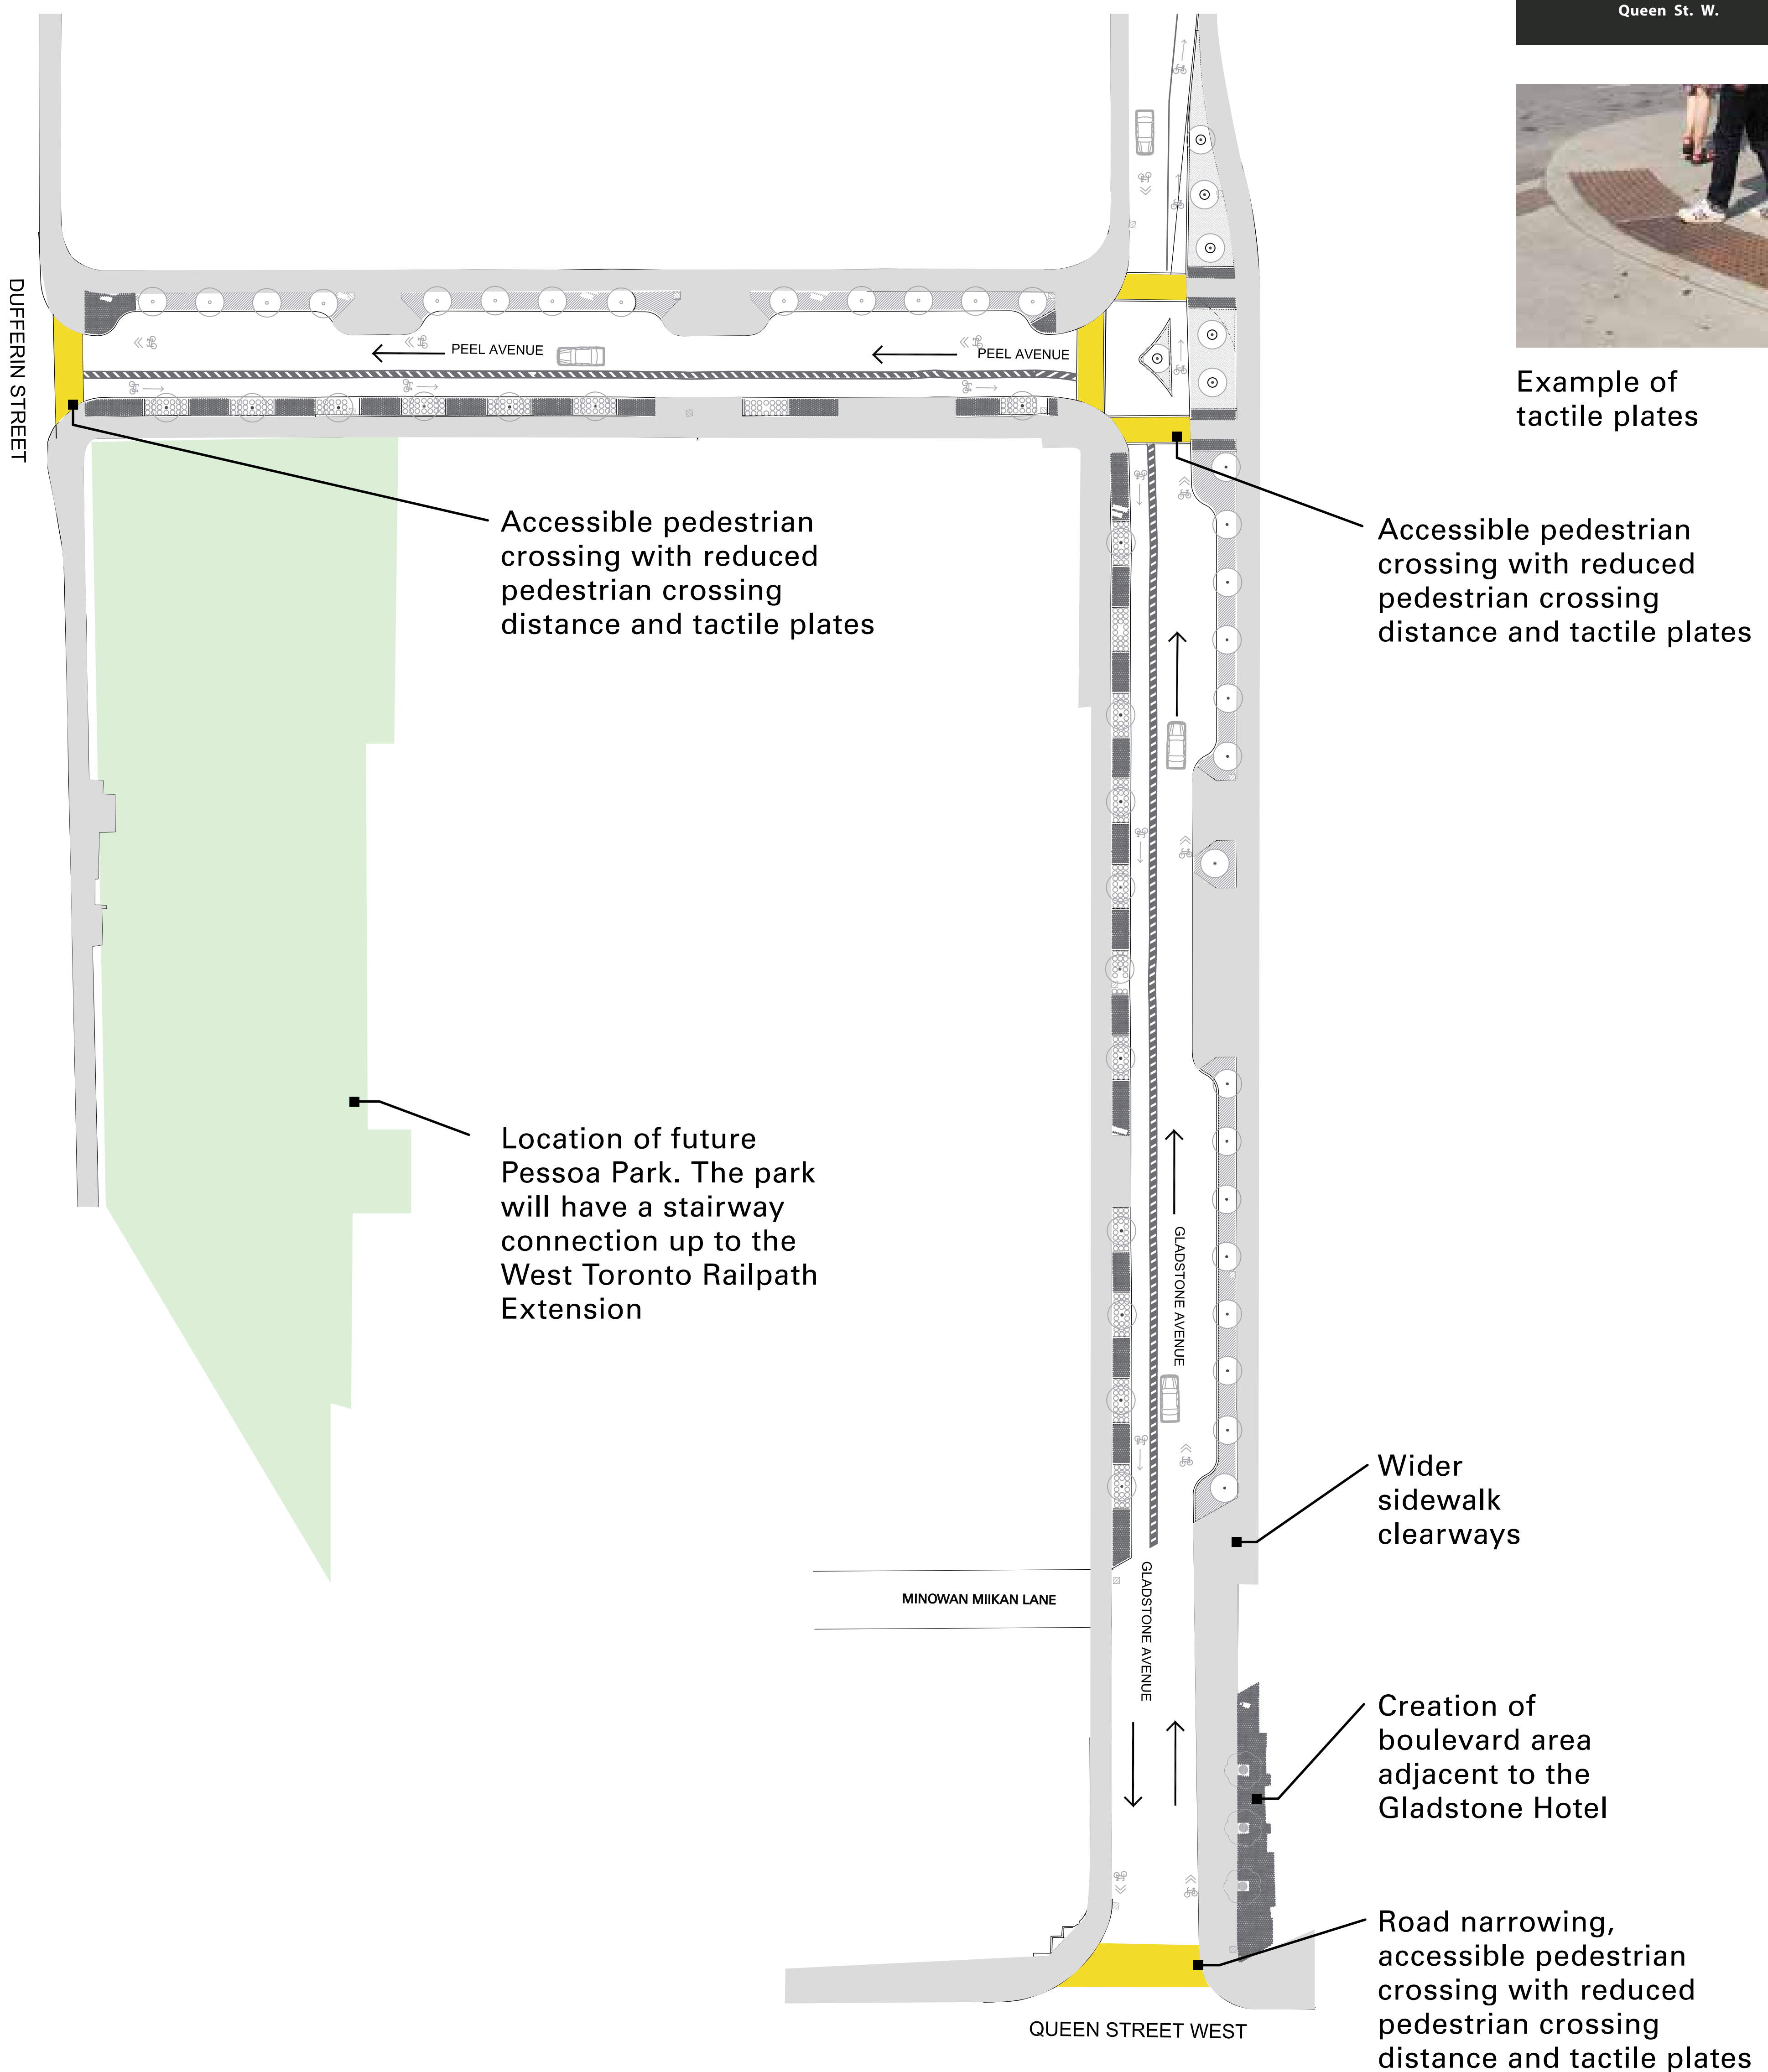 Queen St. W.
Example of
tactile plates
DUFFERIN STREET
PEEL AVENUE
PEEL AVENUE
Accessible pedestrian
crossing with reduced
pedestrian crossing
distance and tactile plates
Accessible pedestrian
crossing with reduced
pedestrian crossing
distance and tactile plates
Location of future
Pessoa Park. The park
will have a stairway
connection up to the
West Toronto Railpath
Extension
GLADSTONE AVENUE
Wider
sidewalk
clearways
MINOWAN MIIKAN LANE
GLADSTONE AVENUE
Creation of
boulevard area
adjacent to the
Gladstone Hotel
Road narrowing,
accessible pedestrian
crossing with reduced
pedestrian crossing
distance and tactile plates
QUEEN STREET WEST